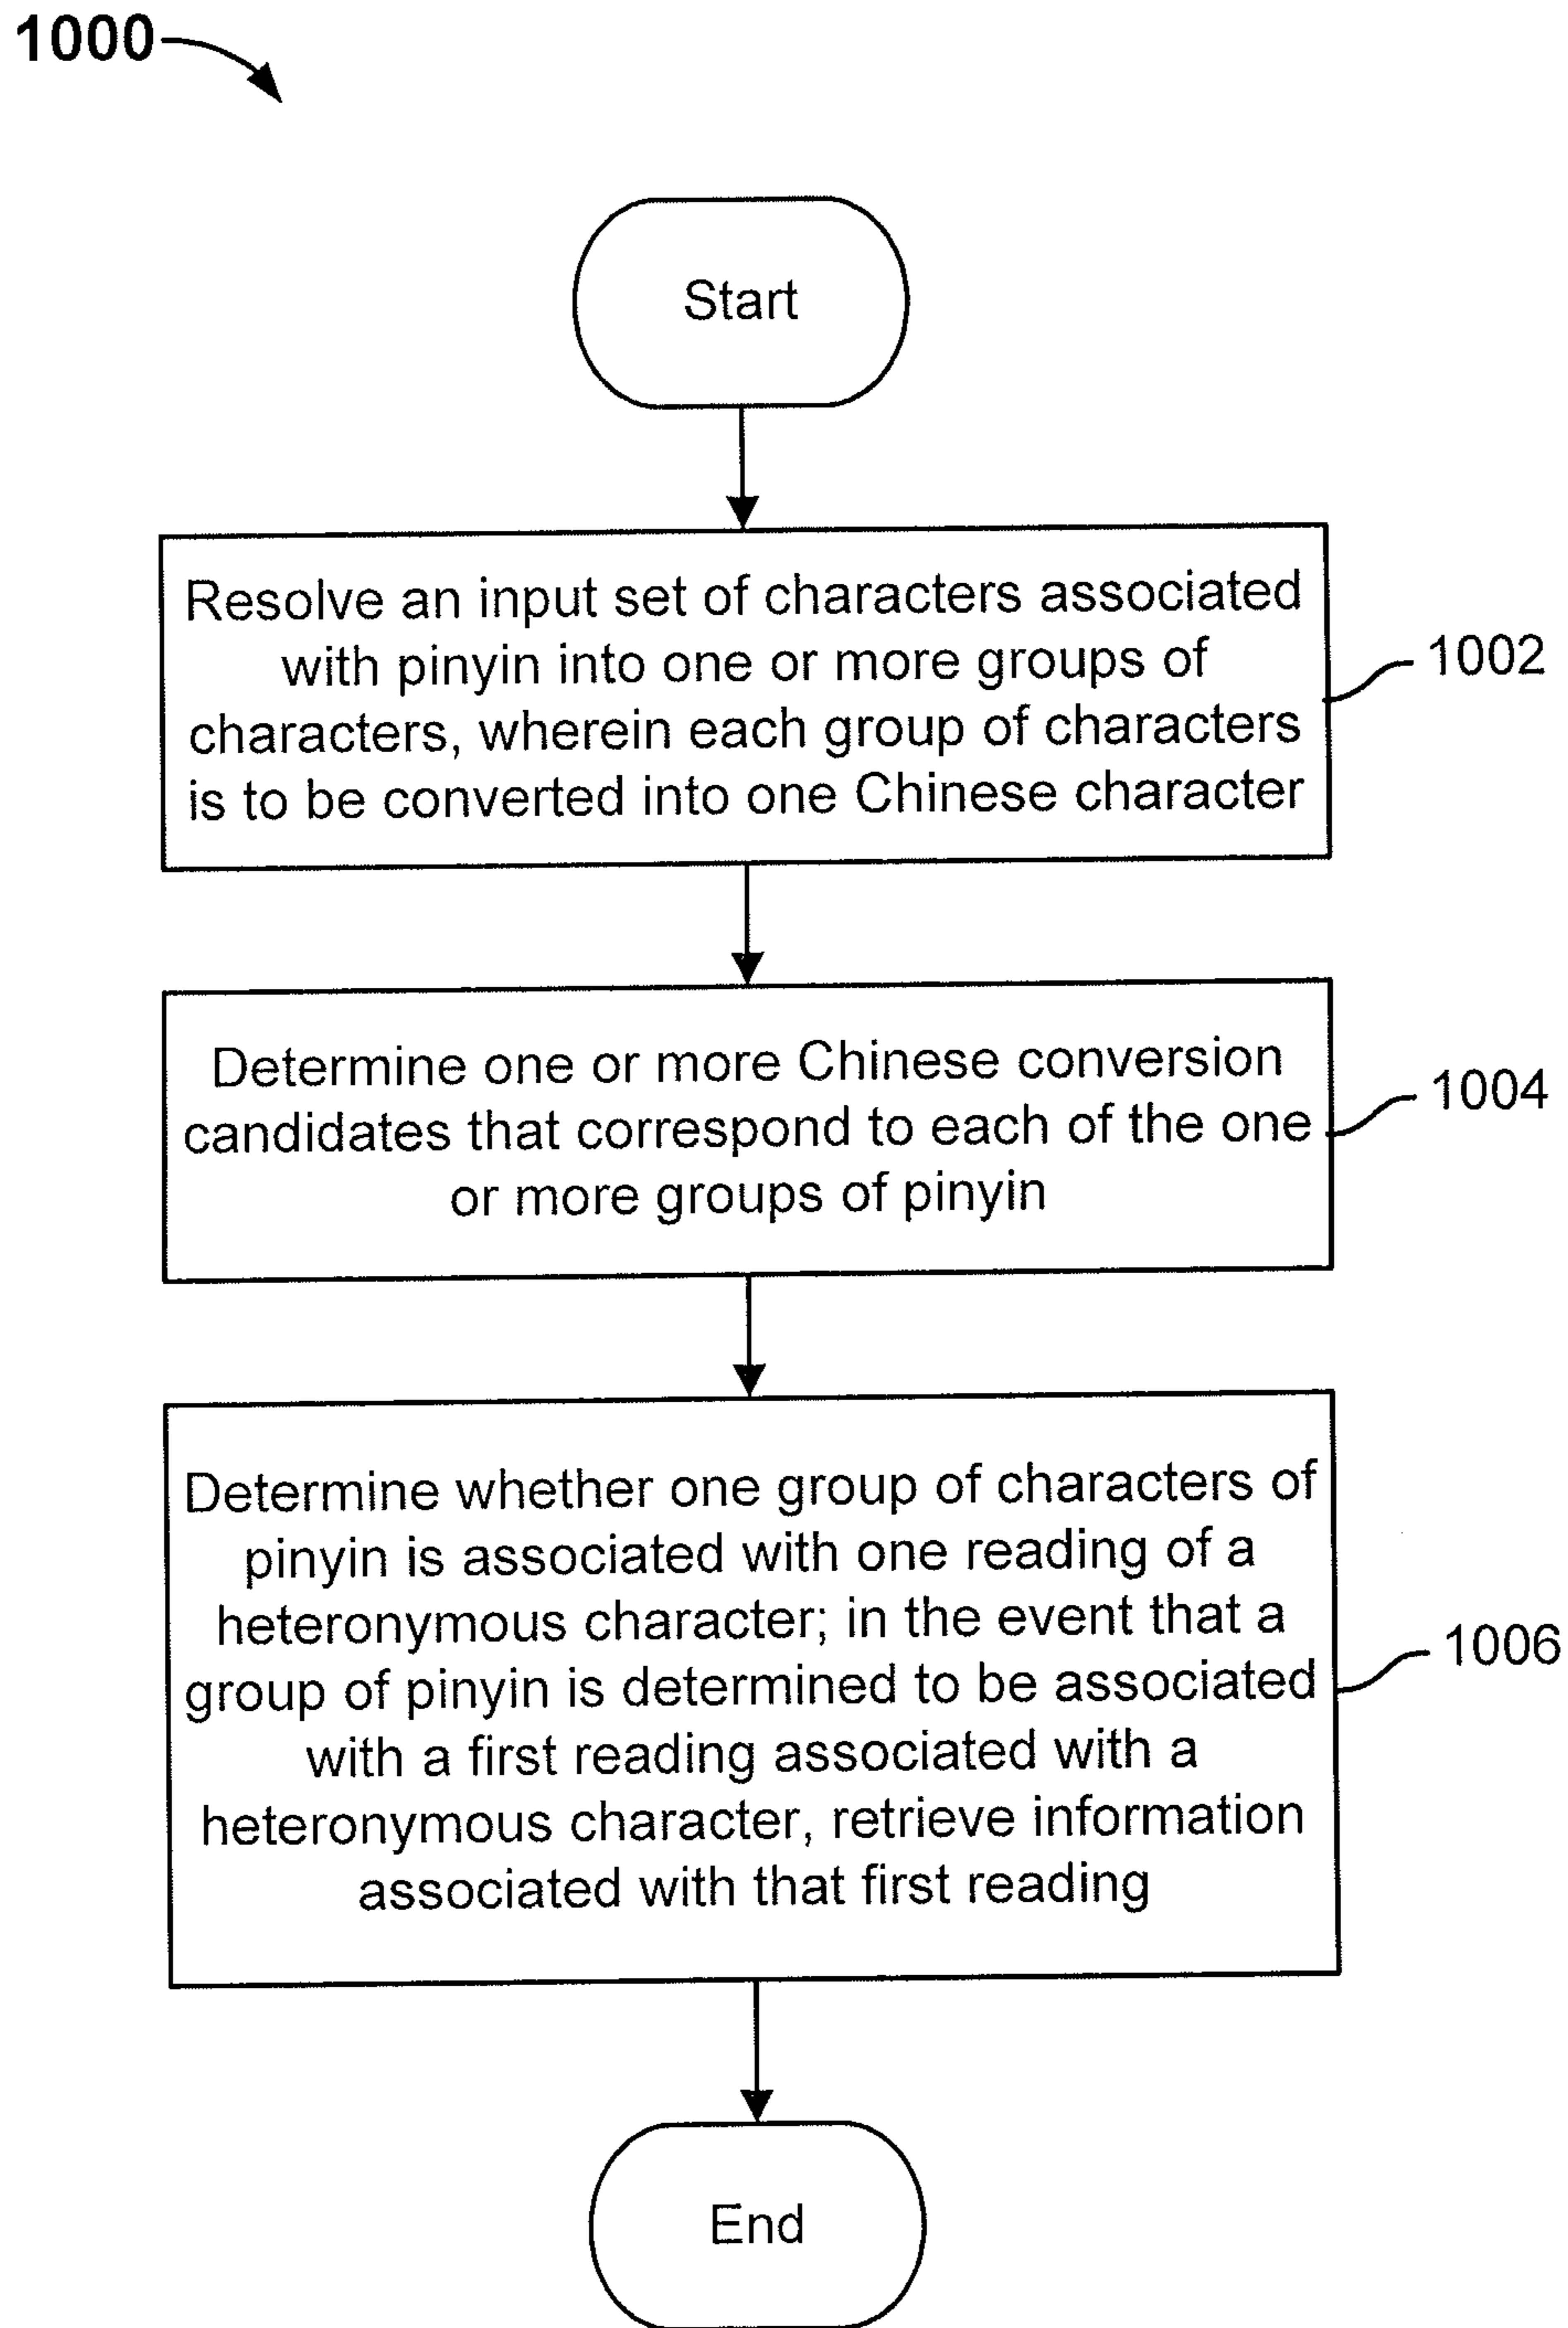 1000
Start
Resolve an input set of characters associated
with pinyin into one or more groups of
characters, wherein each group of characters
is to be converted into one Chinese character
1002
Determine one or more Chinese conversion
candidates that correspond to each of the one
or more groups of pinyin
1004
Determine whether one group of characters of
pinyin is associated with one reading of a
heteronymous character; in the event that a
group of pinyin is determined to be associated
with a first reading associated with a
heteronymous character, retrieve information
associated with that first reading
1006
End